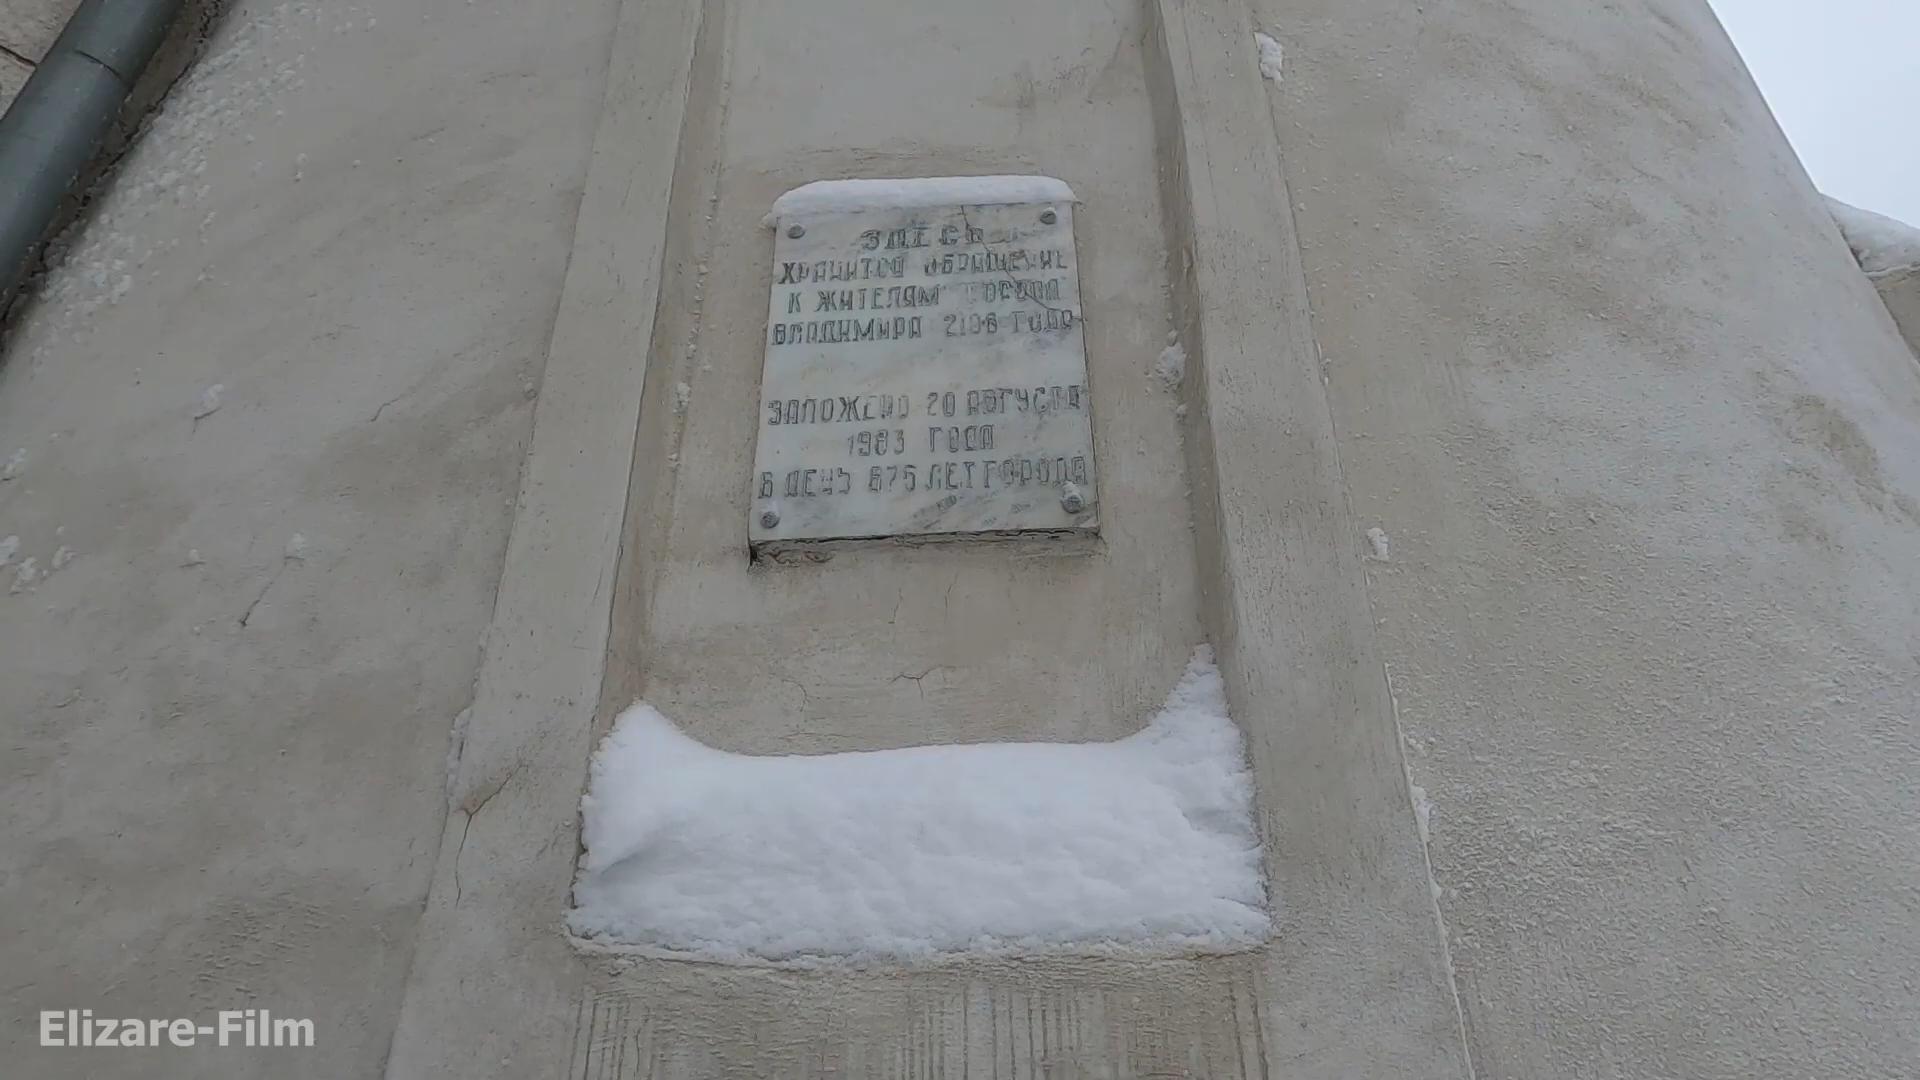 ЗДЕСЬ
ХРАНИТСЯ ОБРАЩЕНИЕ
К ЖИТЕЛЯМ ГОРОДА
ВЛАДИМИРА 2108 ГОДА
ЗАЛОЖЕНО 20 АВГУСТА
1983 ГОДА
В ДЕНЬ 875 ЛЕТ ГОРОДА
Elizare-Film